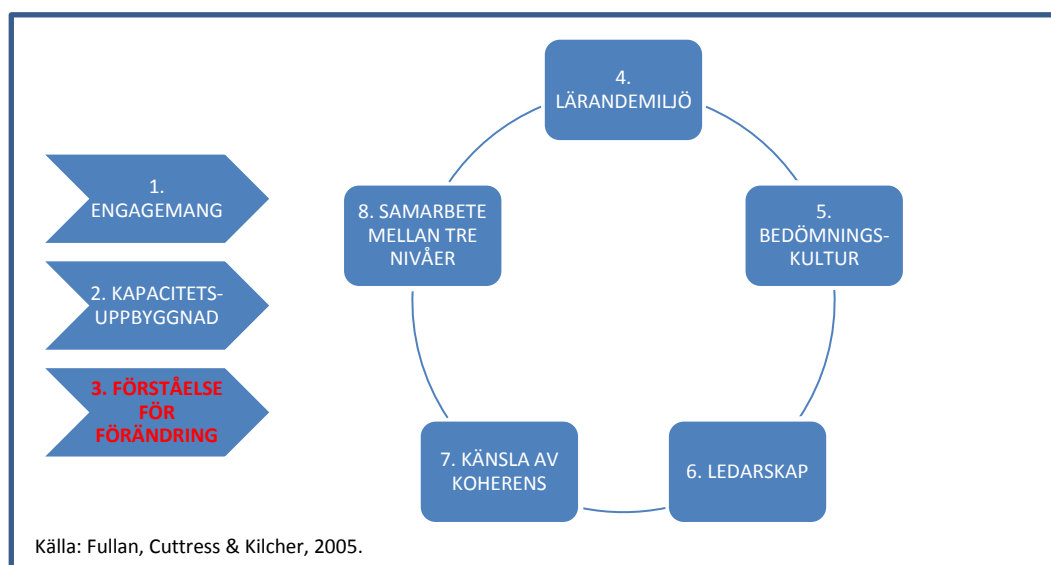 1.
ENGAGEMANG
2. KAPACITETS-
UPPBYGGNAD
3. FÖRSTÅELSE
FÖR
FÖRÄNDRING
4.
LÄRANDEMILJÖ
5.
BEDÖMNINGS-
KULTUR
6. LEDARSKAP
7. KÄNSLA AV
KOHERENS
8. SAMARBETE
MELLAN TRE
NIVÅER
Källa: Fullan, Cuttress & Kilcher, 2005.